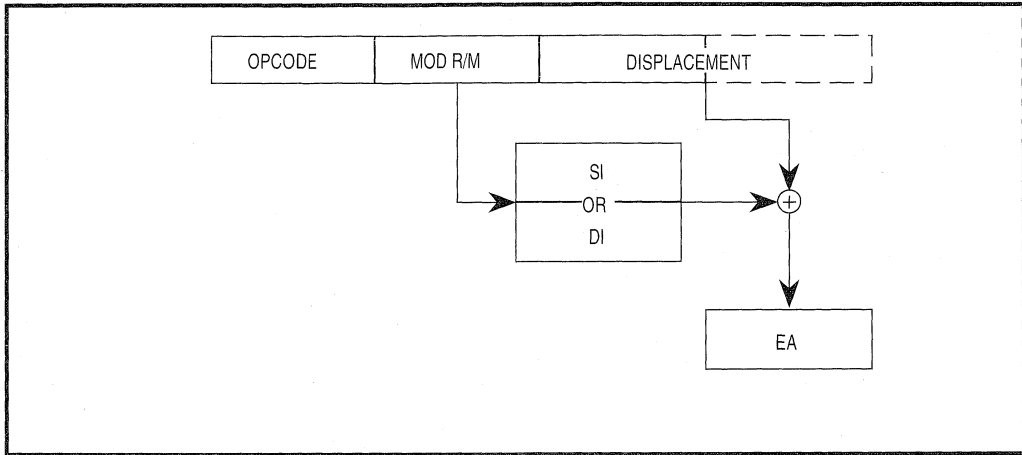 OPCODE MOD R/M DISPLACEMENT
SI
OR
DI
+
EA